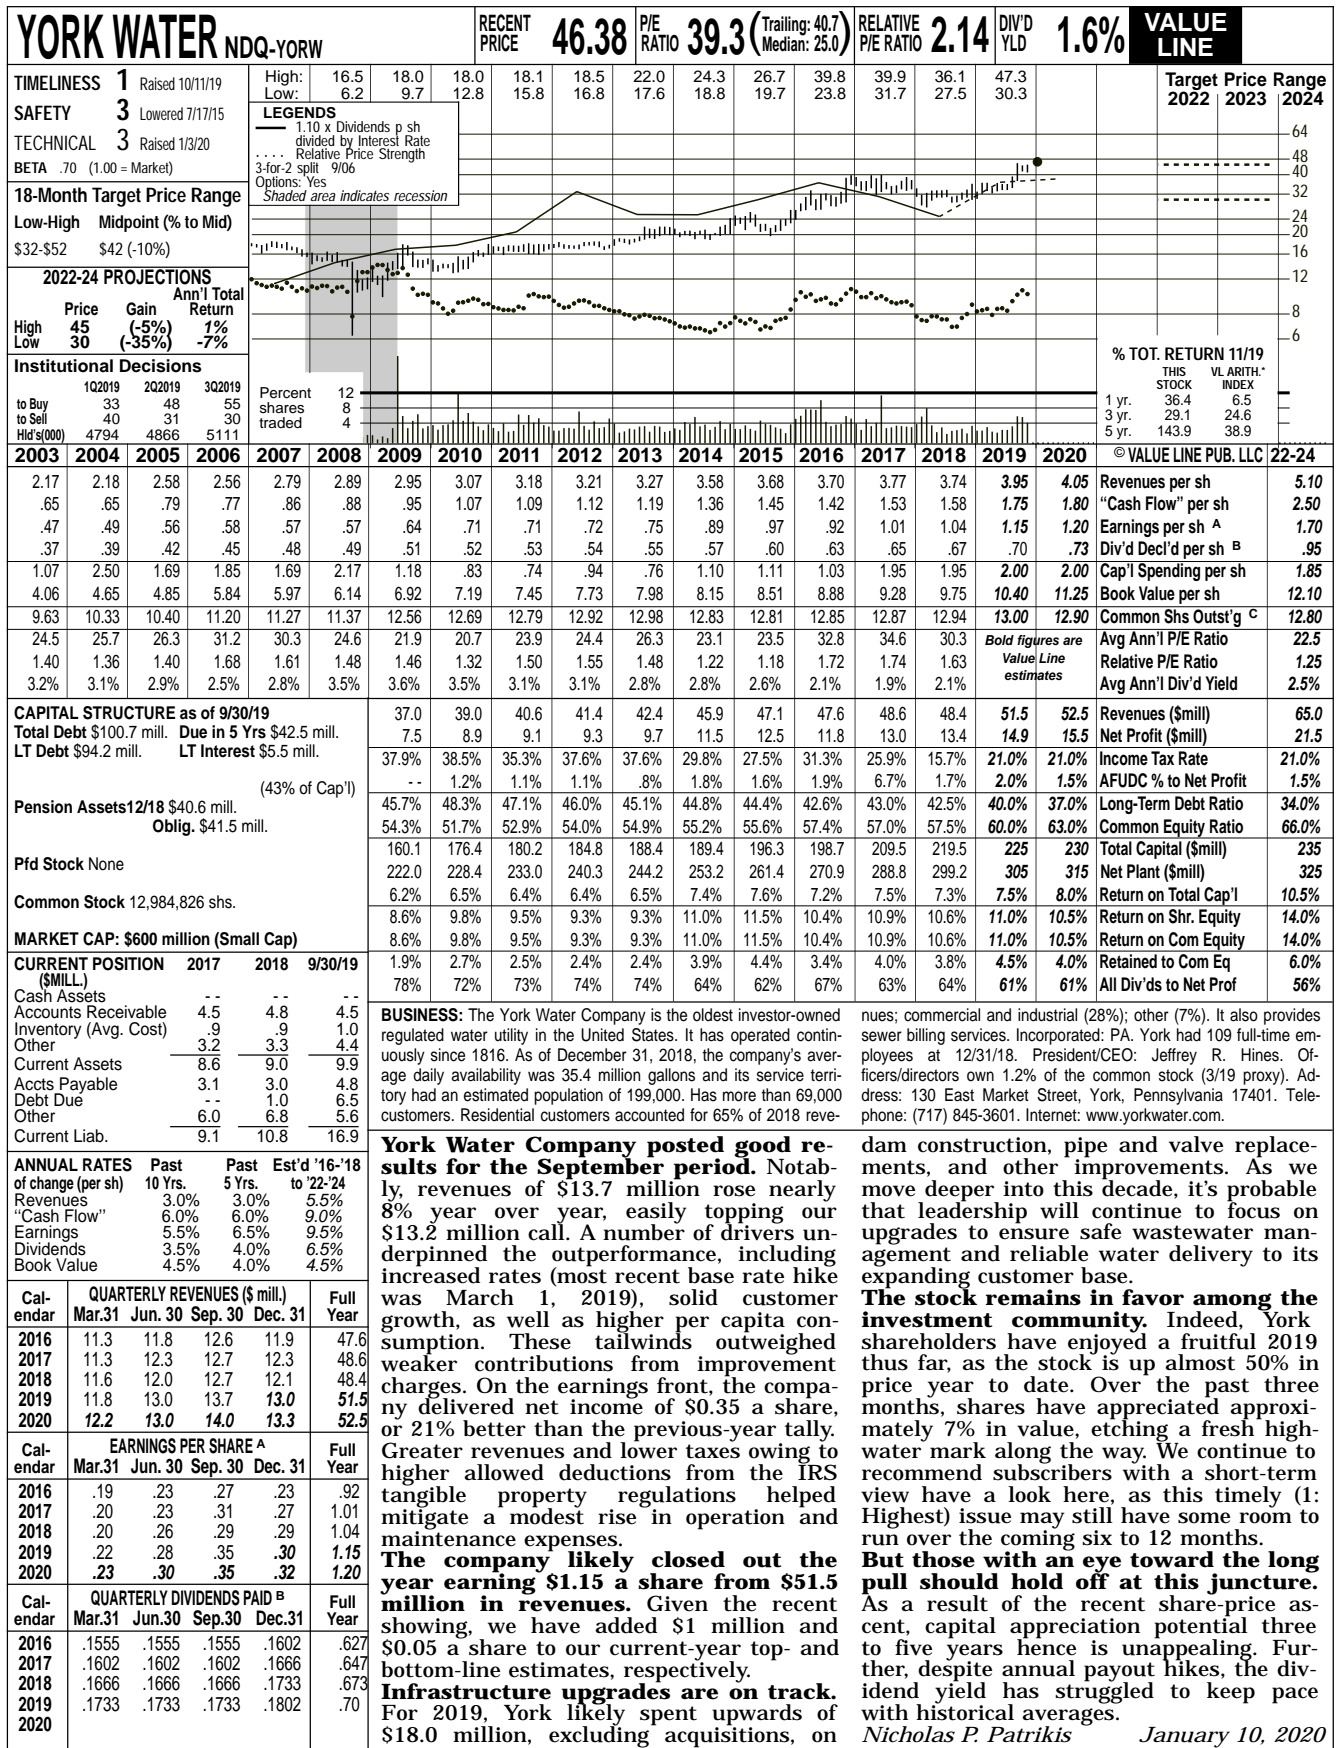 YORK WATER NDQ-YORW
RECENT PRICE 46.38 P/E RATIO 39.3 (Trailing: 40.7 Median: 25.0) RELATIVE P/E RATIO 2.14 DIV'D YLD 1.6% VALUE LINE
TIMELINESS 1 Raised 10/11/19
SAFETY 3 Lowered 7/17/15
TECHNICAL 3 Raised 1/3/20
BETA .70 (1.00 = Market)
18-Month Target Price Range
Low-High Midpoint (% to Mid)
$32-$52 $42 (-10%)
2022-24 PROJECTIONS
Ann'l Total
Price Gain Return
High 45 (-5%) 1%
Low 30 (-35%) -7%
Institutional Decisions
1Q2019 2Q2019 3Q2019
to Buy 33 48 55
to Sell 40 31 30
Hld's(000) 4794 4866 5111
High: 16.5 18.0 18.0 18.1 18.5 22.0 24.3 26.7 39.8 39.9 36.1 47.3
Low: 6.2 9.7 12.8 15.8 16.8 17.6 18.8 19.7 23.8 31.7 27.5 30.3
LEGENDS
1.10 x Dividends p sh
divided by Interest Rate
. . . . Relative Price Strength
3-for-2 split 9/06
Options: Yes
Shaded area indicates recession
Target Price Range
2022 2023 2024
64
48
40
32
24
20
16
12
8
6
Percent 12
shares 8
traded 4
% TOT. RETURN 11/19
THIS VL ARITH.*
STOCK INDEX
1 yr. 36.4 6.5
3 yr. 29.1 24.6
5 yr. 143.9 38.9
2003 2004 2005 2006 2007 2008 2009 2010 2011 2012 2013 2014 2015 2016 2017 2018 2019 2020 © VALUE LINE PUB. LLC 22-24
2.17 2.18 2.58 2.56 2.79 2.89 2.95 3.07 3.18 3.21 3.27 3.58 3.68 3.70 3.77 3.74 3.95 4.05 Revenues per sh 5.10
.65 .65 .79 .77 .86 .88 .95 1.07 1.09 1.12 1.19 1.36 1.45 1.42 1.53 1.58 1.75 1.80 "Cash Flow" per sh 2.50
.47 .49 .56 .58 .57 .57 .64 .71 .71 .72 .75 .89 .97 .92 1.01 1.04 1.15 1.20 Earnings per sh A 1.70
.37 .39 .42 .45 .48 .49 .51 .52 .53 .54 .55 .57 .60 .63 .65 .67 .70 .73 Div'd Decl'd per sh B .95
1.07 2.50 1.69 1.85 1.69 2.17 1.18 .83 .74 .94 .76 1.10 1.11 1.03 1.95 1.95 2.00 2.00 Cap'l Spending per sh 1.85
4.06 4.65 4.85 5.84 5.97 6.14 6.92 7.19 7.45 7.73 7.98 8.15 8.51 8.88 9.28 9.75 10.40 11.25 Book Value per sh 12.10
9.63 10.33 10.40 11.20 11.27 11.37 12.56 12.69 12.79 12.92 12.98 12.83 12.81 12.85 12.87 12.94 13.00 12.90 Common Shs Outst'g C 12.80
24.5 25.7 26.3 31.2 30.3 24.6 21.9 20.7 23.9 24.4 26.3 23.1 23.5 32.8 34.6 30.3 Bold figures are Avg Ann'l P/E Ratio 22.5
1.40 1.36 1.40 1.68 1.61 1.48 1.46 1.32 1.50 1.55 1.48 1.22 1.18 1.72 1.74 1.63 Value Line Relative P/E Ratio 1.25
3.2% 3.1% 2.9% 2.5% 2.8% 3.5% 3.6% 3.5% 3.1% 3.1% 2.8% 2.8% 2.6% 2.1% 1.9% 2.1% estimates Avg Ann'l Div'd Yield 2.5%
CAPITAL STRUCTURE as of 9/30/19
Total Debt $100.7 mill. Due in 5 Yrs $42.5 mill.
LT Debt $94.2 mill. LT Interest $5.5 mill.
(43% of Cap'l)
Pension Assets12/18 $40.6 mill.
Oblig. $41.5 mill.
Pfd Stock None
Common Stock 12,984,826 shs.
MARKET CAP: $600 million (Small Cap)
37.0 39.0 40.6 41.4 42.4 45.9 47.1 47.6 48.6 48.4 51.5 52.5 Revenues ($mill) 65.0
7.5 8.9 9.1 9.3 9.7 11.5 12.5 11.8 13.0 13.4 14.9 15.5 Net Profit ($mill) 21.5
37.9% 38.5% 35.3% 37.6% 37.6% 29.8% 27.5% 31.3% 25.9% 15.7% 21.0% 21.0% Income Tax Rate 21.0%
- - 1.2% 1.1% 1.1% .8% 1.8% 1.6% 1.9% 6.7% 1.7% 2.0% 1.5% AFUDC % to Net Profit 1.5%
45.7% 48.3% 47.1% 46.0% 45.1% 44.8% 44.4% 42.6% 43.0% 42.5% 40.0% 37.0% Long-Term Debt Ratio 34.0%
54.3% 51.7% 52.9% 54.0% 54.9% 55.2% 55.6% 57.4% 57.0% 57.5% 60.0% 63.0% Common Equity Ratio 66.0%
160.1 176.4 180.2 184.8 188.4 189.4 196.3 198.7 209.5 219.5 225 230 Total Capital ($mill) 235
222.0 228.4 233.0 240.3 244.2 253.2 261.4 270.9 288.8 299.2 305 315 Net Plant ($mill) 325
6.2% 6.5% 6.4% 6.4% 6.5% 7.4% 7.6% 7.2% 7.5% 7.3% 7.5% 8.0% Return on Total Cap'l 10.5%
8.6% 9.8% 9.5% 9.3% 9.3% 11.0% 11.5% 10.4% 10.9% 10.6% 11.0% 10.5% Return on Shr. Equity 14.0%
8.6% 9.8% 9.5% 9.3% 9.3% 11.0% 11.5% 10.4% 10.9% 10.6% 11.0% 10.5% Return on Com Equity 14.0%
1.9% 2.7% 2.5% 2.4% 2.4% 3.9% 4.4% 3.4% 4.0% 3.8% 4.5% 4.0% Retained to Com Eq 6.0%
78% 72% 73% 74% 74% 64% 62% 67% 63% 64% 61% 61% All Div'ds to Net Prof 56%
CURRENT POSITION 2017 2018 9/30/19
($MILL.)
Cash Assets - - - - - -
Accounts Receivable 4.5 4.8 4.5
Inventory (Avg. Cost) .9 .9 1.0
Other 3.2 3.3 4.4
Current Assets 8.6 9.0 9.9
Accts Payable 3.1 3.0 4.8
Debt Due - - 1.0 6.5
Other 6.0 6.8 5.6
Current Liab. 9.1 10.8 16.9
ANNUAL RATES Past Past Est'd '16-'18
of change (per sh) 10 Yrs. 5 Yrs. to '22-'24
Revenues 3.0% 3.0% 5.5%
"Cash Flow" 6.0% 6.0% 9.0%
Earnings 5.5% 6.5% 9.5%
Dividends 3.5% 4.0% 6.5%
Book Value 4.5% 4.0% 4.5%
Cal- QUARTERLY REVENUES ($ mill.) Full
endar Mar.31 Jun. 30 Sep. 30 Dec. 31 Year
2016 11.3 11.8 12.6 11.9 47.6
2017 11.3 12.3 12.7 12.3 48.6
2018 11.6 12.0 12.7 12.1 48.4
2019 11.8 13.0 13.7 13.0 51.5
2020 12.2 13.0 14.0 13.3 52.5
Cal- EARNINGS PER SHARE A Full
endar Mar.31 Jun. 30 Sep. 30 Dec. 31 Year
2016 .19 .23 .27 .23 .92
2017 .20 .23 .31 .27 1.01
2018 .20 .26 .29 .29 1.04
2019 .22 .28 .35 .30 1.15
2020 .23 .30 .35 .32 1.20
Cal- QUARTERLY DIVIDENDS PAID B Full
endar Mar.31 Jun.30 Sep.30 Dec.31 Year
2016 .1555 .1555 .1555 .1602 .627
2017 .1602 .1602 .1602 .1666 .647
2018 .1666 .1666 .1666 .1733 .673
2019 .1733 .1733 .1733 .1802 .70
2020
BUSINESS: The York Water Company is the oldest investor-owned
regulated water utility in the United States. It has operated contin-
uously since 1816. As of December 31, 2018, the company's aver-
age daily availability was 35.4 million gallons and its service terri-
tory had an estimated population of 199,000. Has more than 69,000
customers. Residential customers accounted for 65% of 2018 reve-
nues; commercial and industrial (28%); other (7%). It also provides
sewer billing services. Incorporated: PA. York had 109 full-time em-
ployees at 12/31/18. President/CEO: Jeffrey R. Hines. Of-
ficers/directors own 1.2% of the common stock (3/19 proxy). Ad-
dress: 130 East Market Street, York, Pennsylvania 17401. Tele-
phone: (717) 845-3601. Internet: www.yorkwater.com.
York Water Company posted good re-
sults for the September period. Notab-
ly, revenues of $13.7 million rose nearly
8% year over year, easily topping our
$13.2 million call. A number of drivers un-
derpinned the outperformance, including
increased rates (most recent base rate hike
was March 1, 2019), solid customer
growth, as well as higher per capita con-
sumption. These tailwinds outweighed
weaker contributions from improvement
charges. On the earnings front, the compa-
ny delivered net income of $0.35 a share,
or 21% better than the previous-year tally.
Greater revenues and lower taxes owing to
higher allowed deductions from the IRS
tangible property regulations helped
mitigate a modest rise in operation and
maintenance expenses.
The company likely closed out the
year earning $1.15 a share from $51.5
million in revenues. Given the recent
showing, we have added $1 million and
$0.05 a share to our current-year top- and
bottom-line estimates, respectively.
Infrastructure upgrades are on track.
For 2019, York likely spent upwards of
$18.0 million, excluding acquisitions, on
dam construction, pipe and valve replace-
ments, and other improvements. As we
move deeper into this decade, it's probable
that leadership will continue to focus on
upgrades to ensure safe wastewater man-
agement and reliable water delivery to its
expanding customer base.
The stock remains in favor among the
investment community. Indeed, York
shareholders have enjoyed a fruitful 2019
thus far, as the stock is up almost 50% in
price year to date. Over the past three
months, shares have appreciated approxi-
mately 7% in value, etching a fresh high-
water mark along the way. We continue to
recommend subscribers with a short-term
view have a look here, as this timely (1:
Highest) issue may still have some room to
run over the coming six to 12 months.
But those with an eye toward the long
pull should hold off at this juncture.
As a result of the recent share-price as-
cent, capital appreciation potential three
to five years hence is unappealing. Fur-
ther, despite annual payout hikes, the div-
idend yield has struggled to keep pace
with historical averages.
Nicholas P. Patrikis January 10, 2020